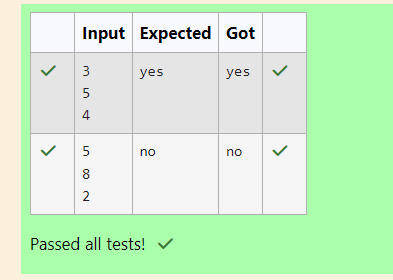 Input Expected Got
3 yes yes
5
4
5 no no
8
2
Passed all tests!